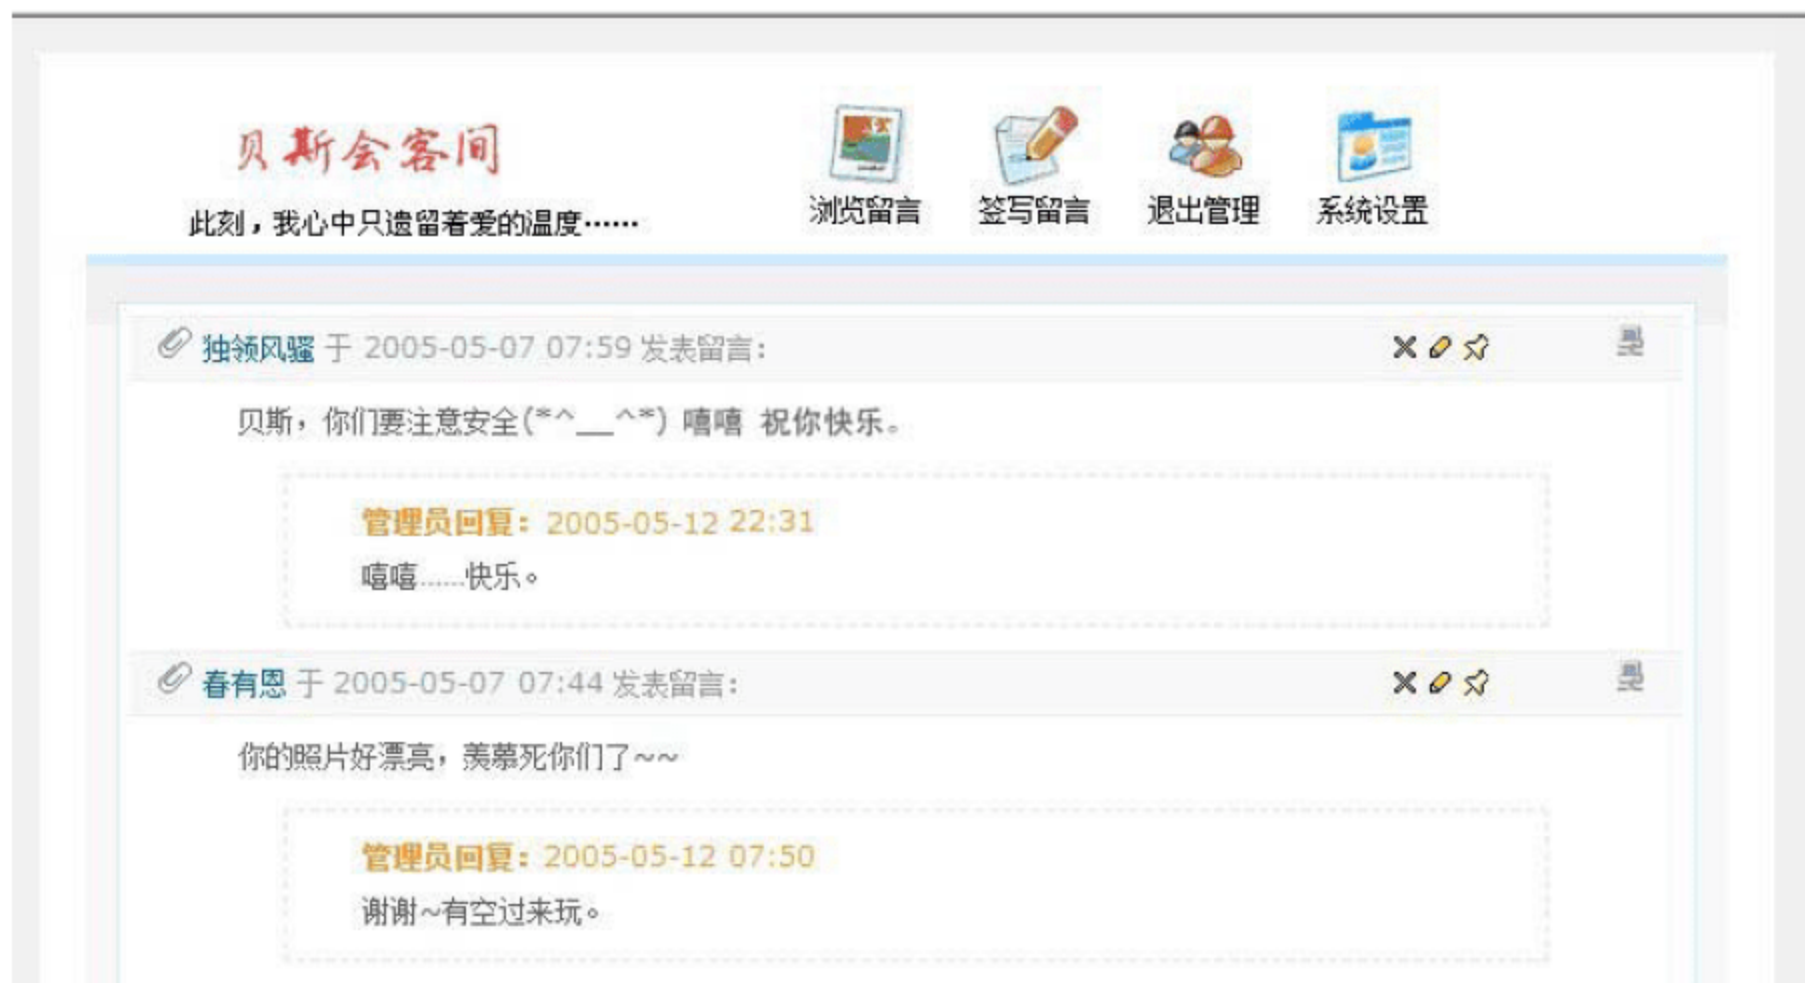 贝斯会客间
此刻，我心中只遗留着爱的温度……
浏览留言 签写留言 退出管理 系统设置
独领风骚 于 2005-05-07 07:59 发表留言：
贝斯，你们要注意安全(*^__^*) 嘻嘻 祝你快乐。
管理员回复：2005-05-12 22:31
嘻嘻……快乐。
春有恩 于 2005-05-07 07:44 发表留言：
你的照片好漂亮，羡慕死你们了~~
管理员回复：2005-05-12 07:50
谢谢~有空过来玩。